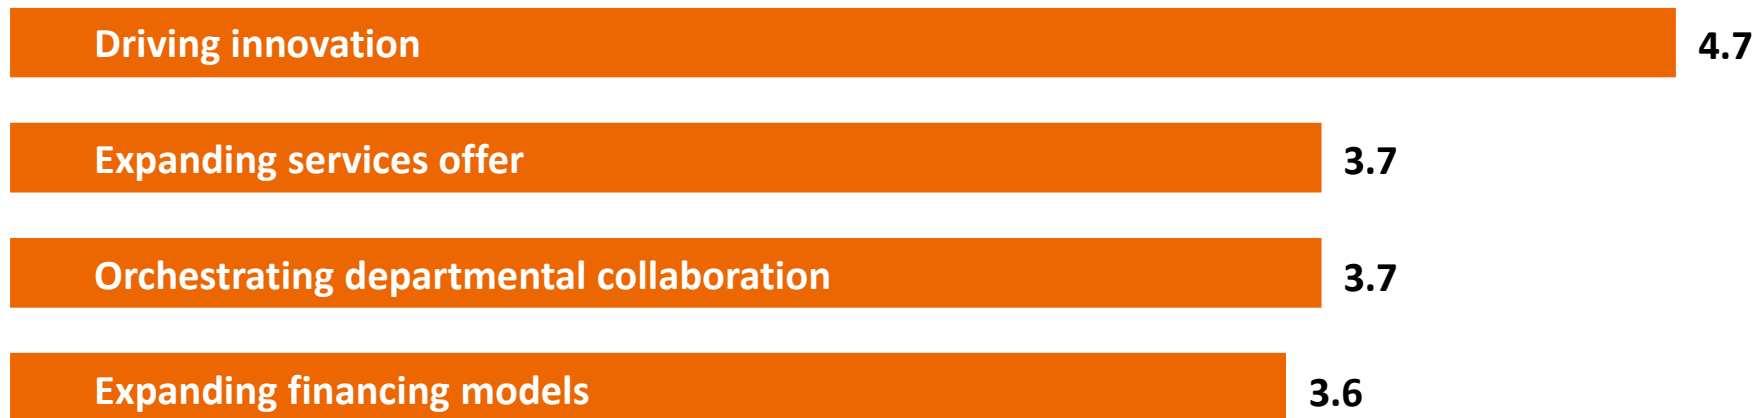 Driving innovation 4.7
Expanding services offer 3.7
Orchestrating departmental collaboration 3.7
Expanding financing models 3.6